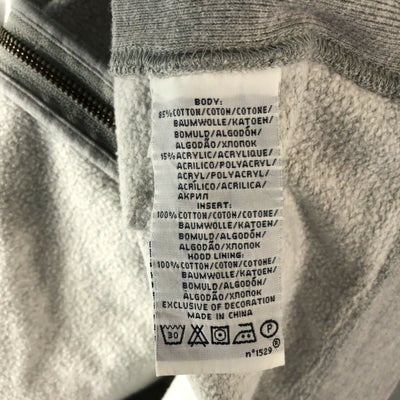 BODY:
85%COTTON/COTON/COTONE/
BAUMWOLLE/KATOEN/
BOMULD/ALGODÓN/
ALGODÃO/ХЛОПОК
15%ACRYLIC/ACRYLIQUE/
ACRILICO/POLYACRYL/
ACRYL/POLYACRYL/
ACRÍLICO/ACRILICA/
АКРИЛ
INSERT:
100%COTTON/COTON/COTONE/
BAUMWOLLE/KATOEN/
BOMULD/ALGODÓN/
ALGODÃO/ХЛОПОК
HOOD LINING:
100%COTTON/COTON/COTONE/
BAUMWOLLE/KATOEN/
BOMULD/ALGODÓN/
ALGODÃO/ХЛОПОК
EXCLUSIVE OF DECORATION
MADE IN CHINA
30 P ®
n°1529